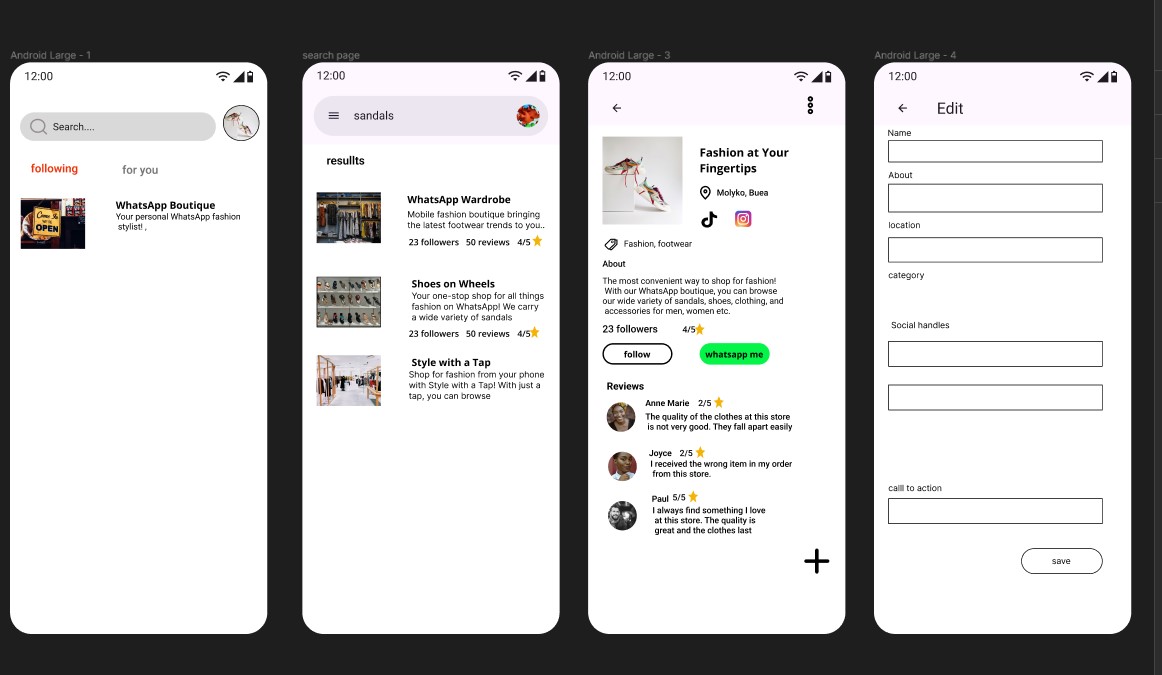 Android Large - 1
12:00
Search....
following
for you
COME IN
WE'RE
OPEN
WhatsApp Boutique
Your personal WhatsApp fashion
stylist! ,
search page
12:00
sandals
resullts
WhatsApp Wardrobe
Mobile fashion boutique bringing
the latest footwear trends to you..
23 followers 50 reviews 4/5
Shoes on Wheels
Your one-stop shop for all things
fashion on WhatsApp! We carry
a wide variety of sandals
23 followers 50 reviews 4/5
Style with a Tap
Shop for fashion from your phone
with Style with a Tap! With just a
tap, you can browse
Android Large - 3
12:00
Fashion at Your
Fingertips
Molyko, Buea
Fashion, footwear
About
The most convenient way to shop for fashion!
With our WhatsApp boutique, you can browse
our wide variety of sandals, shoes, clothing, and
accessories for men, women etc.
23 followers 4/5
follow
whatsapp me
Reviews
Anne Marie 2/5
The quality of the clothes at this store
is not very good. They fall apart easily
Joyce 2/5
I received the wrong item in my order
from this store.
Paul 5/5
I always find something I love
at this store. The quality is
great and the clothes last
Android Large - 4
12:00
Edit
Name
About
location
category
Social handles
calll to action
save